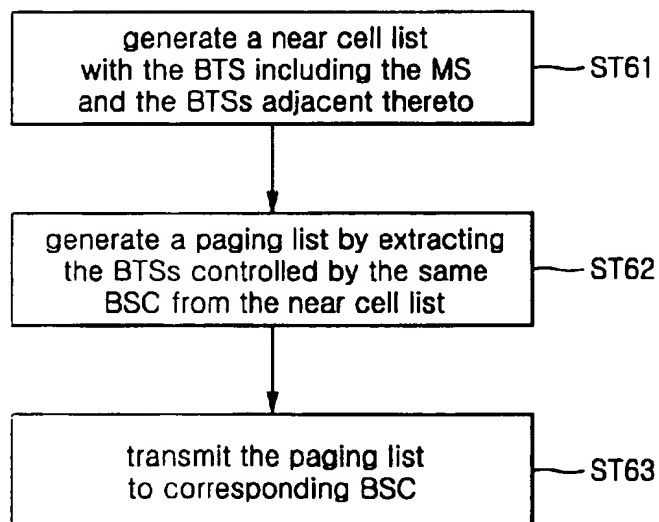 generate a near cell list
with the BTS including the MS
and the BTSs adjacent thereto
ST61
generate a paging list by extracting
the BTSs controlled by the same
BSC from the near cell list
ST62
transmit the paging list
to corresponding BSC
ST63